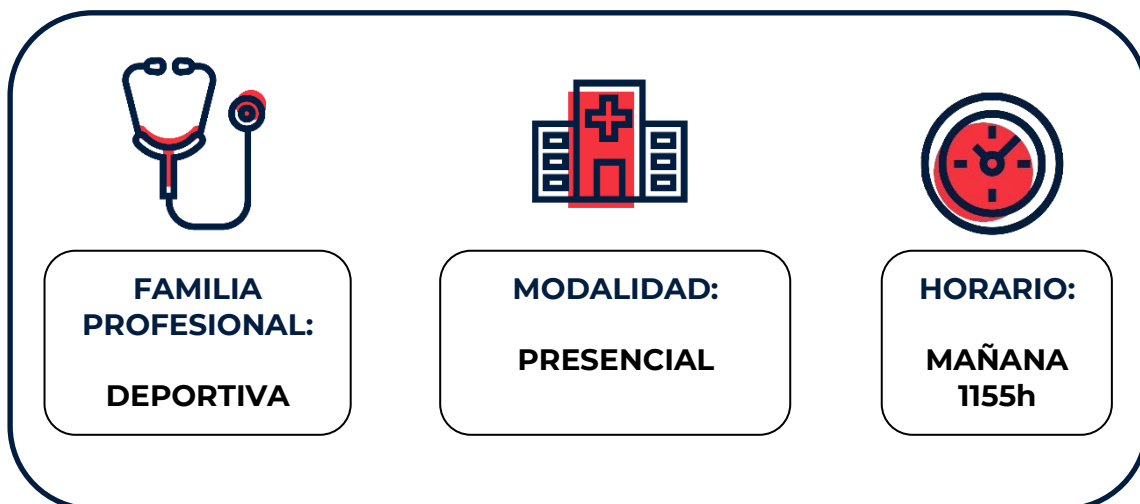 FAMILIA
PROFESIONAL:
DEPORTIVA
MODALIDAD:
PRESENCIAL
HORARIO:
MAÑANA
1155h